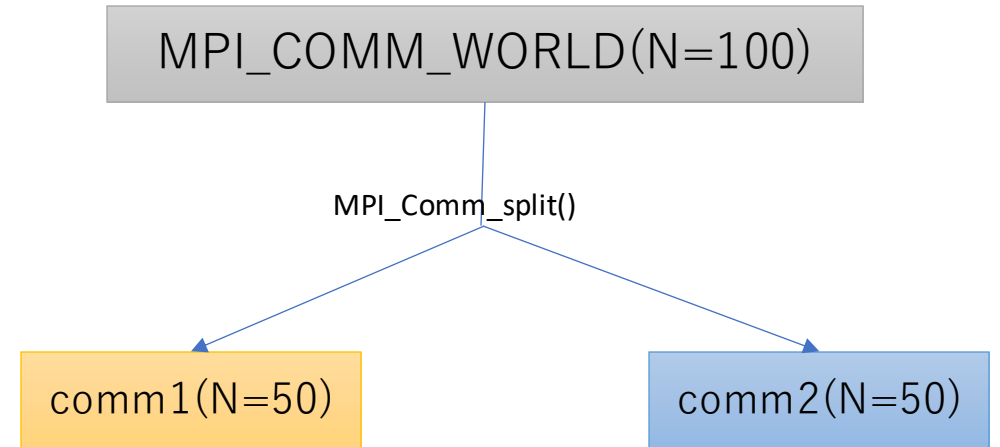 MPI_COMM_WORLD(N=100)
MPI_Comm_split()
comm1(N=50)
comm2(N=50)